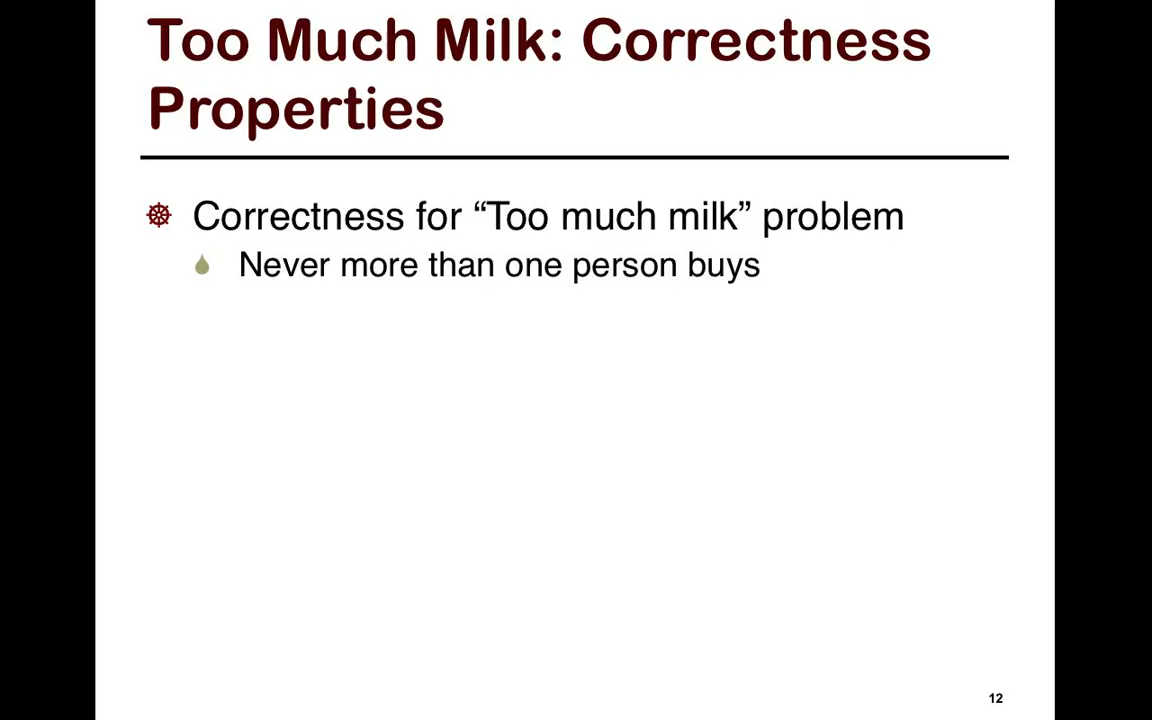 Too Much Milk: Correctness
Properties
Correctness for “Too much milk” problem
Never more than one person buys
12